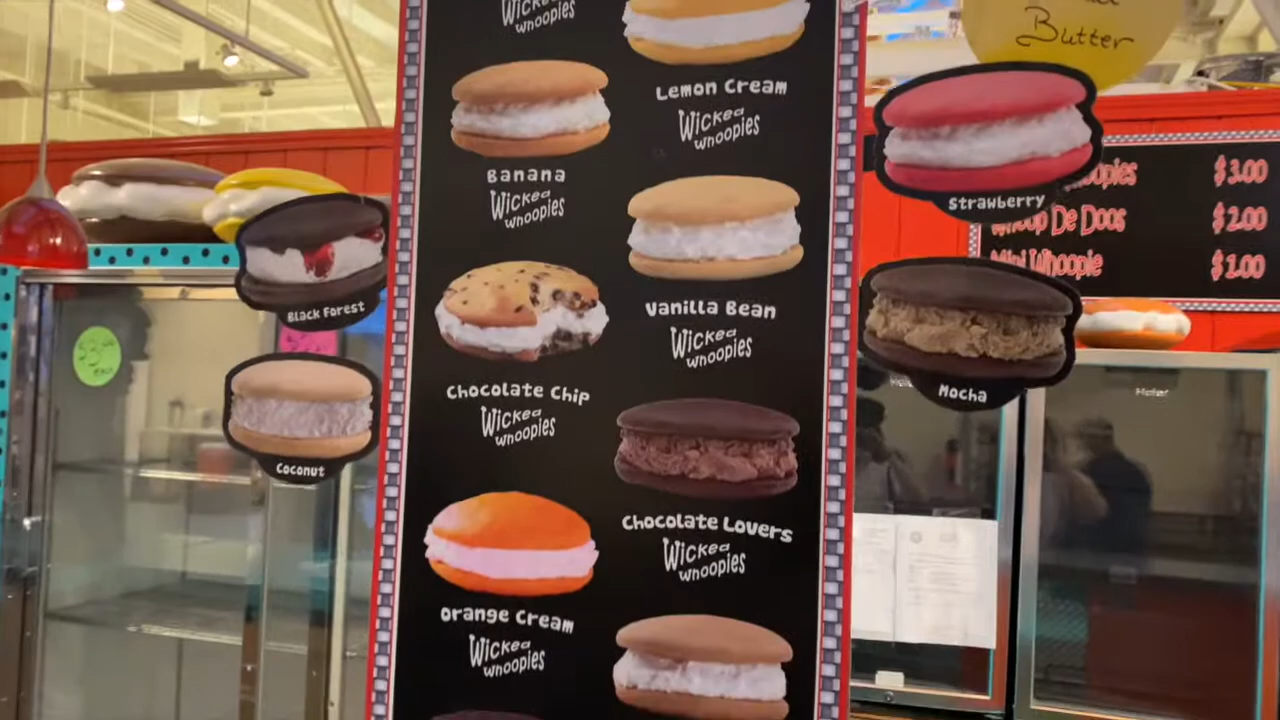 Wicked
whoopies
Butter
Lemon Cream
Wicked
whoopies
Banana
Wicked
whoopies
Strawberry
$3.00
Whoop De Doos
$2.00
Mini Whoopie
$1.00
Black Forest
Vanilla Bean
Wicked
whoopies
Chocolate Chip
Wicked
whoopies
Mocha
Coconut
Chocolate Lovers
Wicked
whoopies
Orange Cream
Wicked
whoopies